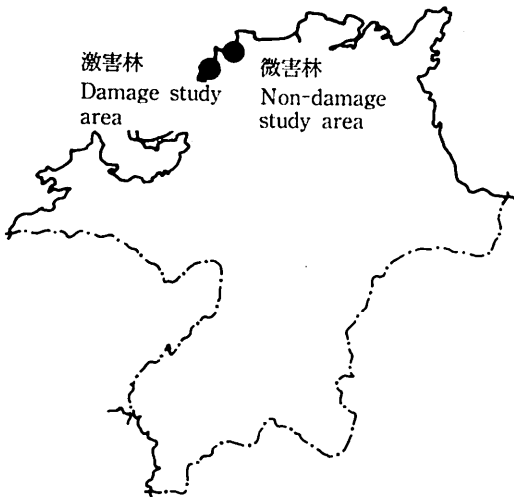 激害林
Damage study
area
微害林
Non-damage
study area